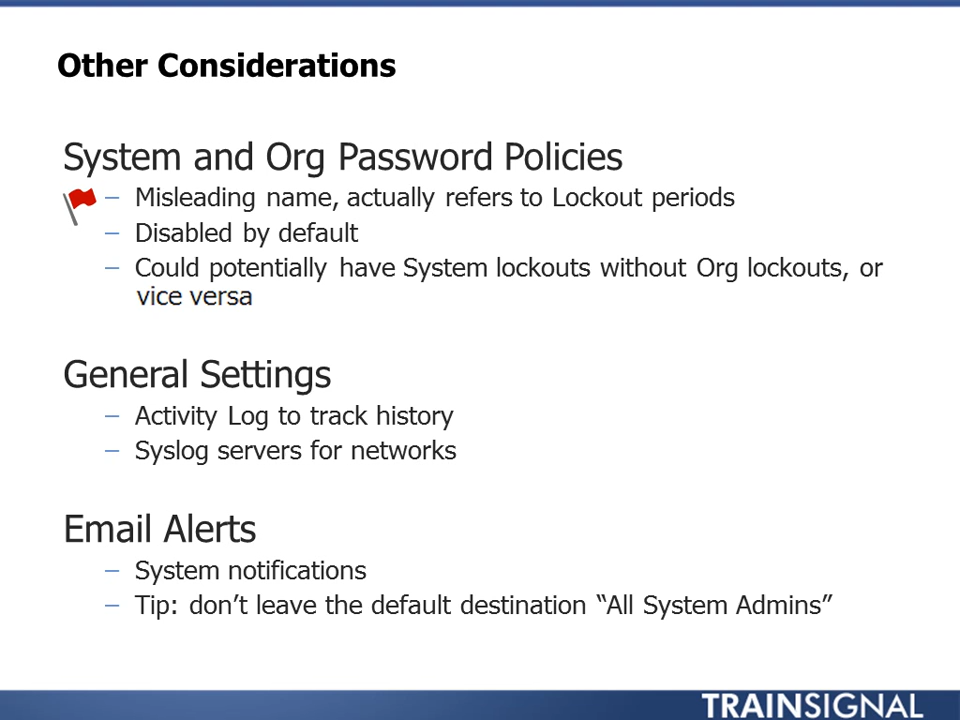 Other Considerations
System and Org Password Policies
– Misleading name, actually refers to Lockout periods
– Disabled by default
– Could potentially have System lockouts without Org lockouts, or
vice versa
General Settings
– Activity Log to track history
– Syslog servers for networks
Email Alerts
– System notifications
– Tip: don’t leave the default destination “All System Admins”
TRAINSIGNAL